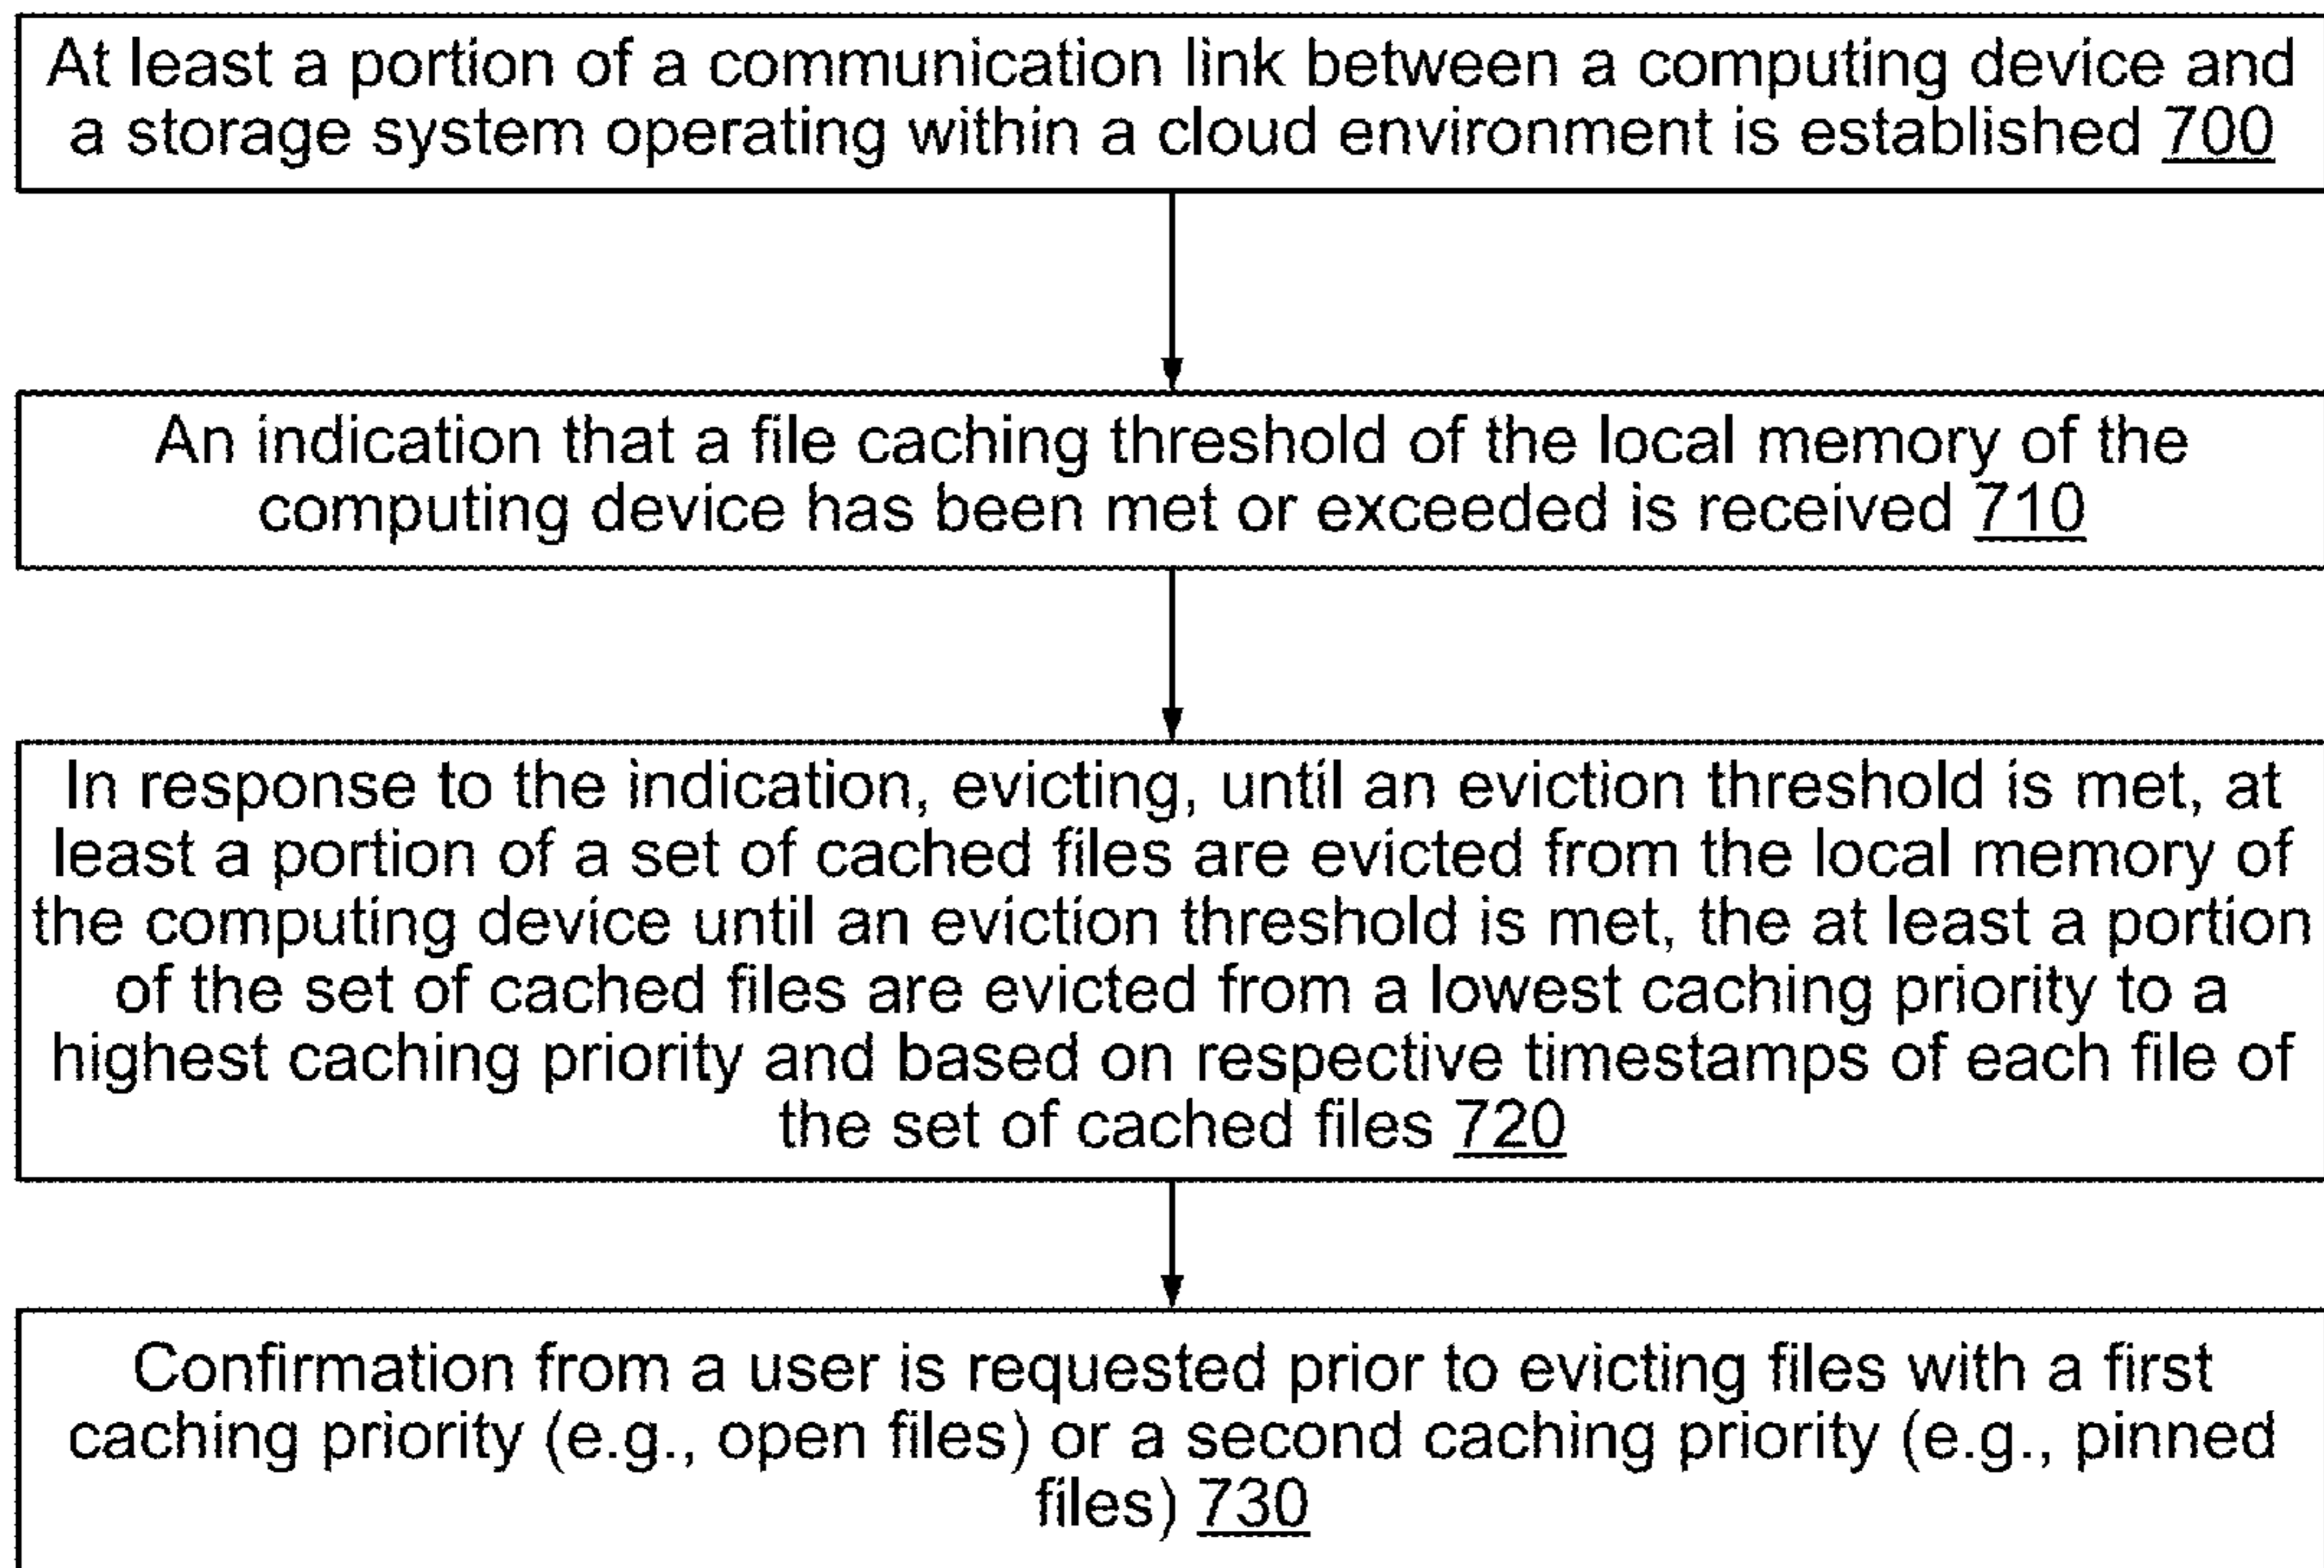 At least a portion of a communication link between a computing device and
a storage system operating within a cloud environment is established 700
An indication that a file caching threshold of the local memory of the
computing device has been met or exceeded is received 710
In response to the indication, evicting, until an eviction threshold is met, at
least a portion of a set of cached files are evicted from the local memory of
the computing device until an eviction threshold is met, the at least a portion
of the set of cached files are evicted from a lowest caching priority to a
highest caching priority and based on respective timestamps of each file of
the set of cached files 720
Confirmation from a user is requested prior to evicting files with a first
caching priority (e.g., open files) or a second caching priority (e.g., pinned
files) 730